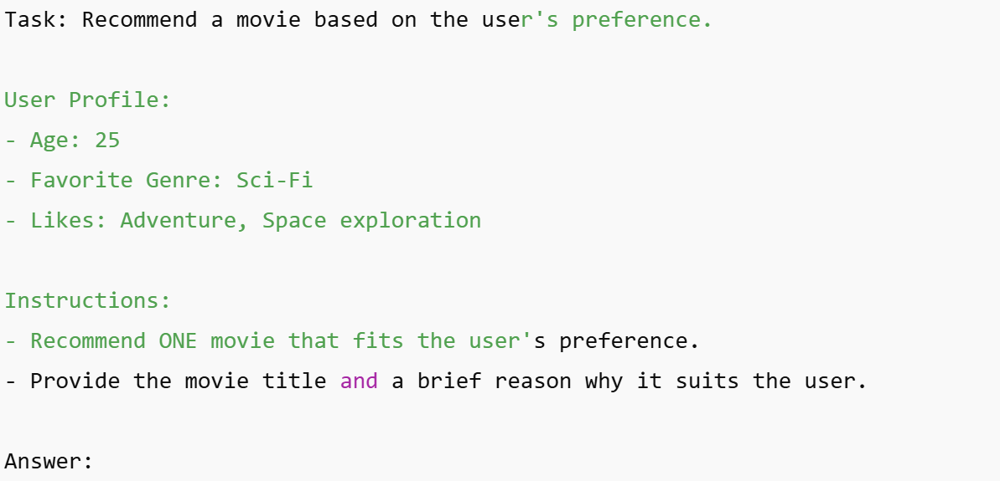 Task: Recommend a movie based on the user's preference.
User Profile:
- Age: 25
- Favorite Genre: Sci-Fi
- Likes: Adventure, Space exploration
Instructions:
- Recommend ONE movie that fits the user's preference.
- Provide the movie title and a brief reason why it suits the user.
Answer: